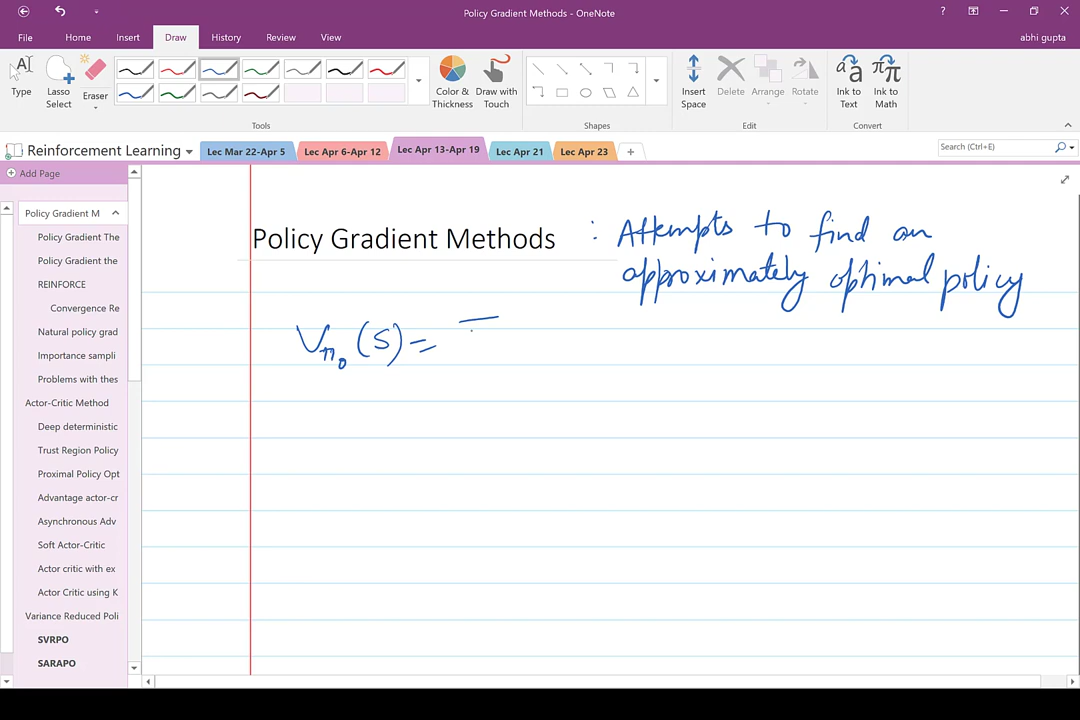 Policy Gradient Methods - OneNote
File Home Insert Draw History Review View
abhi gupta
Type
Lasso Select
Eraser
Color & Thickness
Draw with Touch
Insert Space
Delete
Arrange
Rotate
Ink to Text
Ink to Math
Tools Shapes Edit Convert
Reinforcement Learning
Lec Mar 22-Apr 5
Lec Apr 6-Apr 12
Lec Apr 13-Apr 19
Lec Apr 21
Lec Apr 23
Search (Ctrl+E)
Add Page
Policy Gradient M
Policy Gradient The
Policy Gradient the
REINFORCE
Convergence Re
Natural policy grad
Importance sampli
Problems with thes
Actor-Critic Method
Deep deterministic
Trust Region Policy
Proximal Policy Opt
Advantage actor-cr
Asynchronous Adv
Soft Actor-Critic
Actor critic with ex
Actor Critic using K
Variance Reduced Poli
SVRPO
SARAPO
Policy Gradient Methods : Attempts to find an
approximately optimal policy
V_{π_θ}(S) =